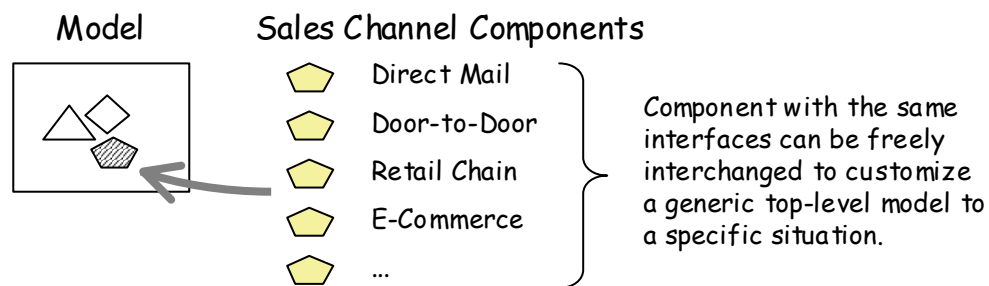 Model
Sales Channel Components
Direct Mail
Door-to-Door
Retail Chain
E-Commerce
...
Component with the same
interfaces can be freely
interchanged to customize
a generic top-level model to
a specific situation.